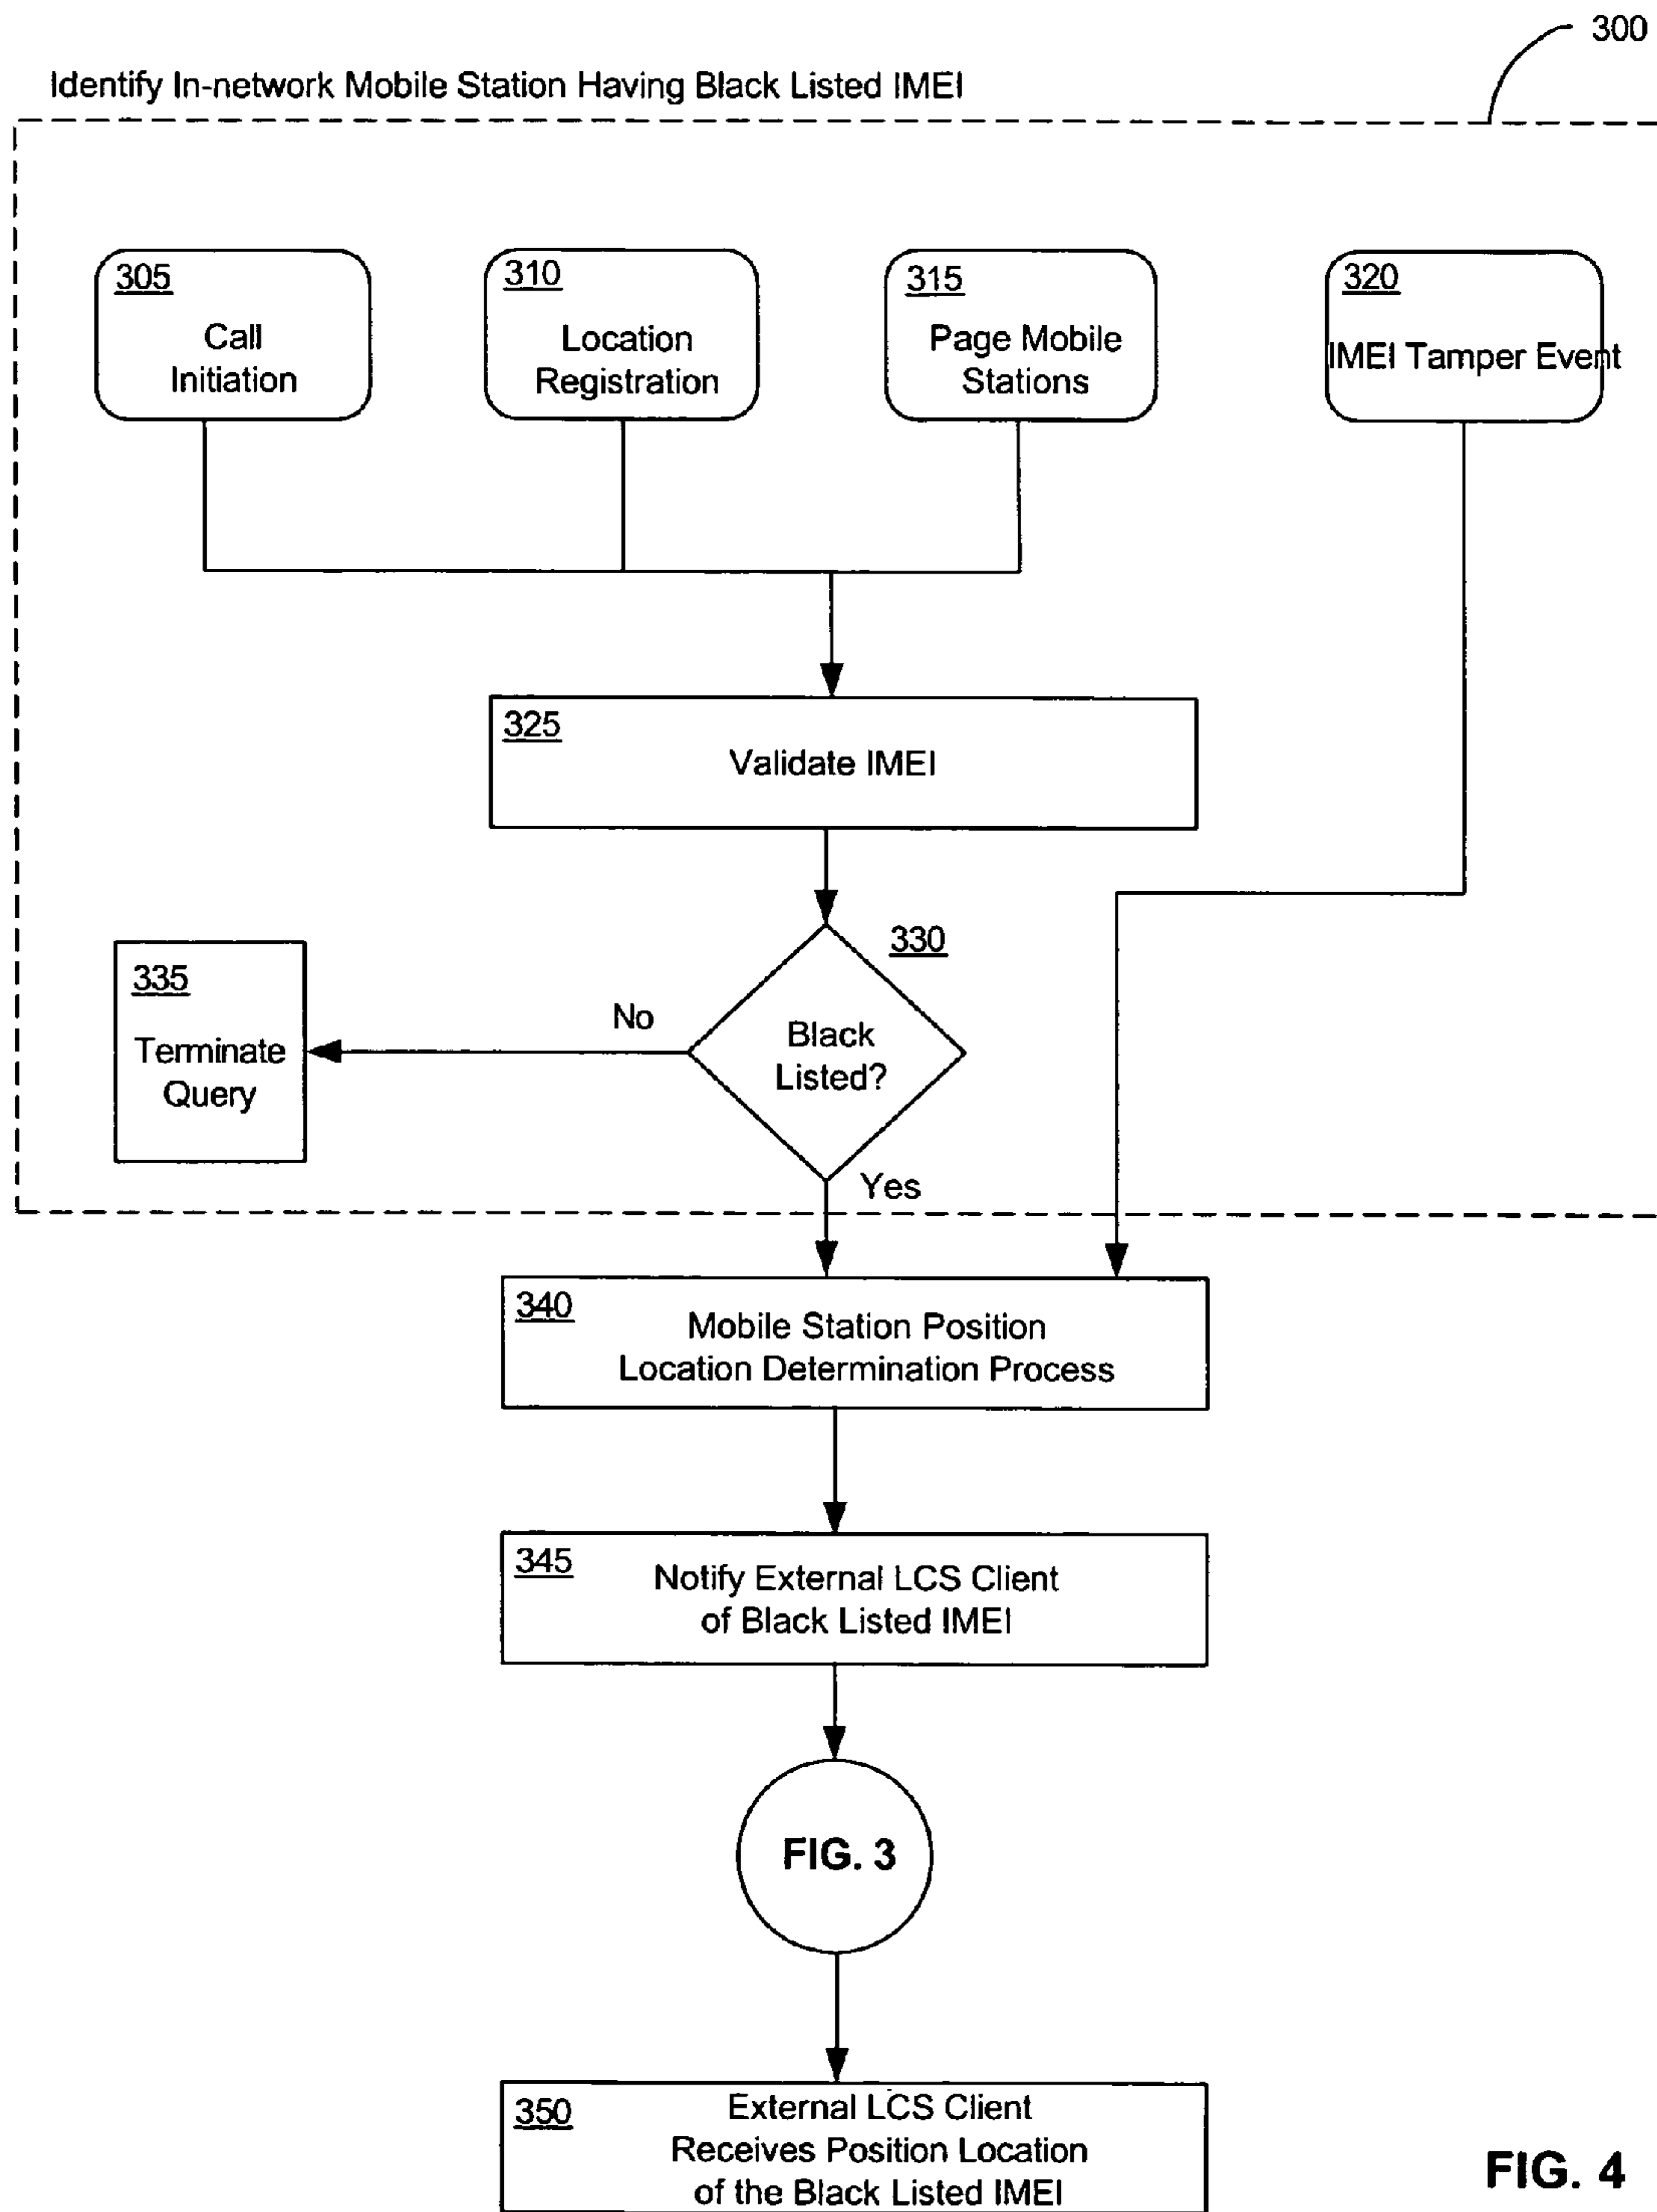 300
Identify In-network Mobile Station Having Black Listed IMEI
305
Call
Initiation
310
Location
Registration
315
Page Mobile
Stations
320
IMEI Tamper Event
325
Validate IMEI
330
Black
Listed?
No
335
Terminate
Query
Yes
340
Mobile Station Position
Location Determination Process
345
Notify External LCS Client
of Black Listed IMEI
FIG. 3
350
External LCS Client
Receives Position Location
of the Black Listed IMEI
FIG. 4